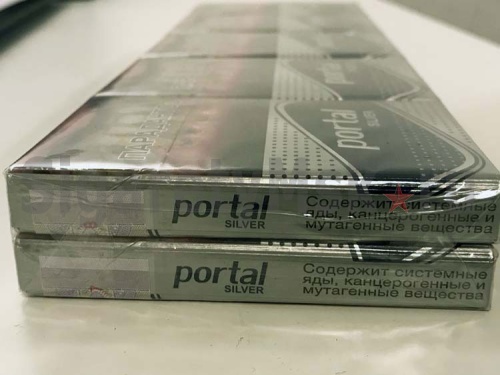 portal
SILVER
portal
SILVER
Содержит системные
яды, канцерогенные и
мутагенные вещества
portal
SILVER
Содержит системные
яды, канцерогенные и
мутагенные вещества